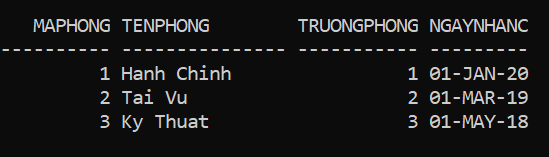 MAPHONG TENPHONG TRUONGPHONG NGAYNHANC
---------- --------------- ----------- ---------
1 Hanh Chinh 1 01-JAN-20
2 Tai Vu 2 01-MAR-19
3 Ky Thuat 3 01-MAY-18